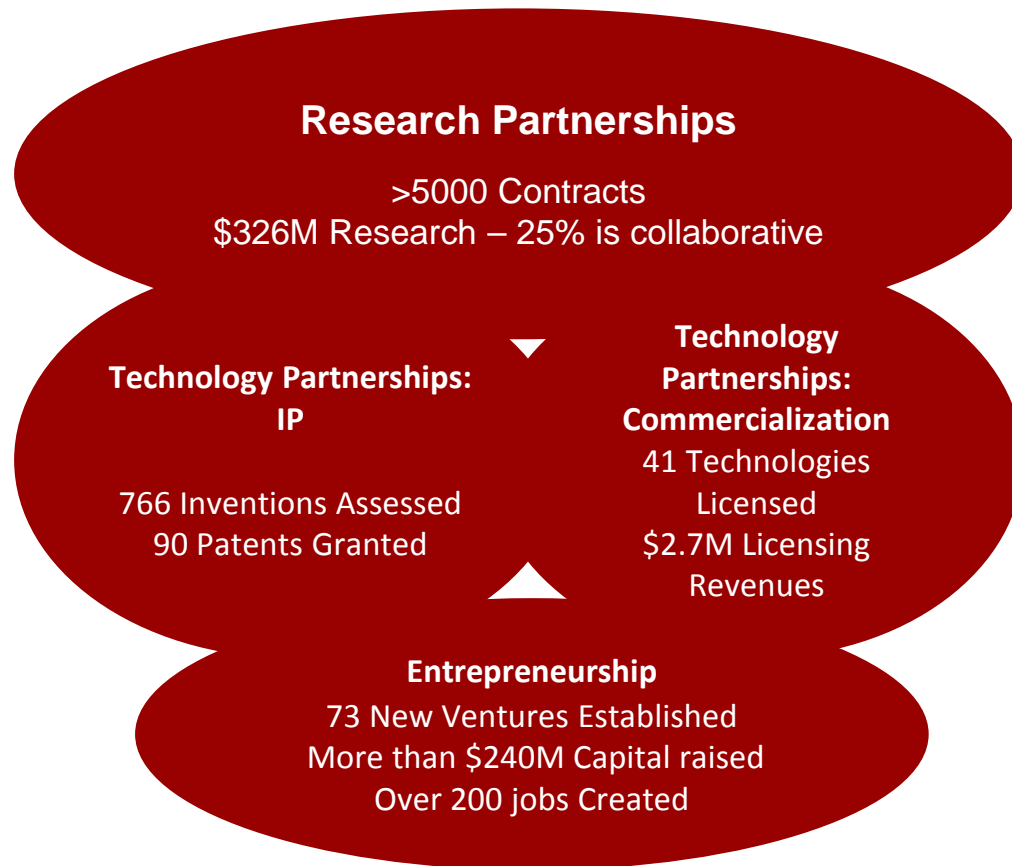 Research Partnerships
>5000 Contracts
$326M Research – 25% is collaborative
Technology Partnerships:
IP
766 Inventions Assessed
90 Patents Granted
Technology
Partnerships:
Commercialization
41 Technologies
Licensed
$2.7M Licensing
Revenues
Entrepreneurship
73 New Ventures Established
More than $240M Capital raised
Over 200 jobs Created